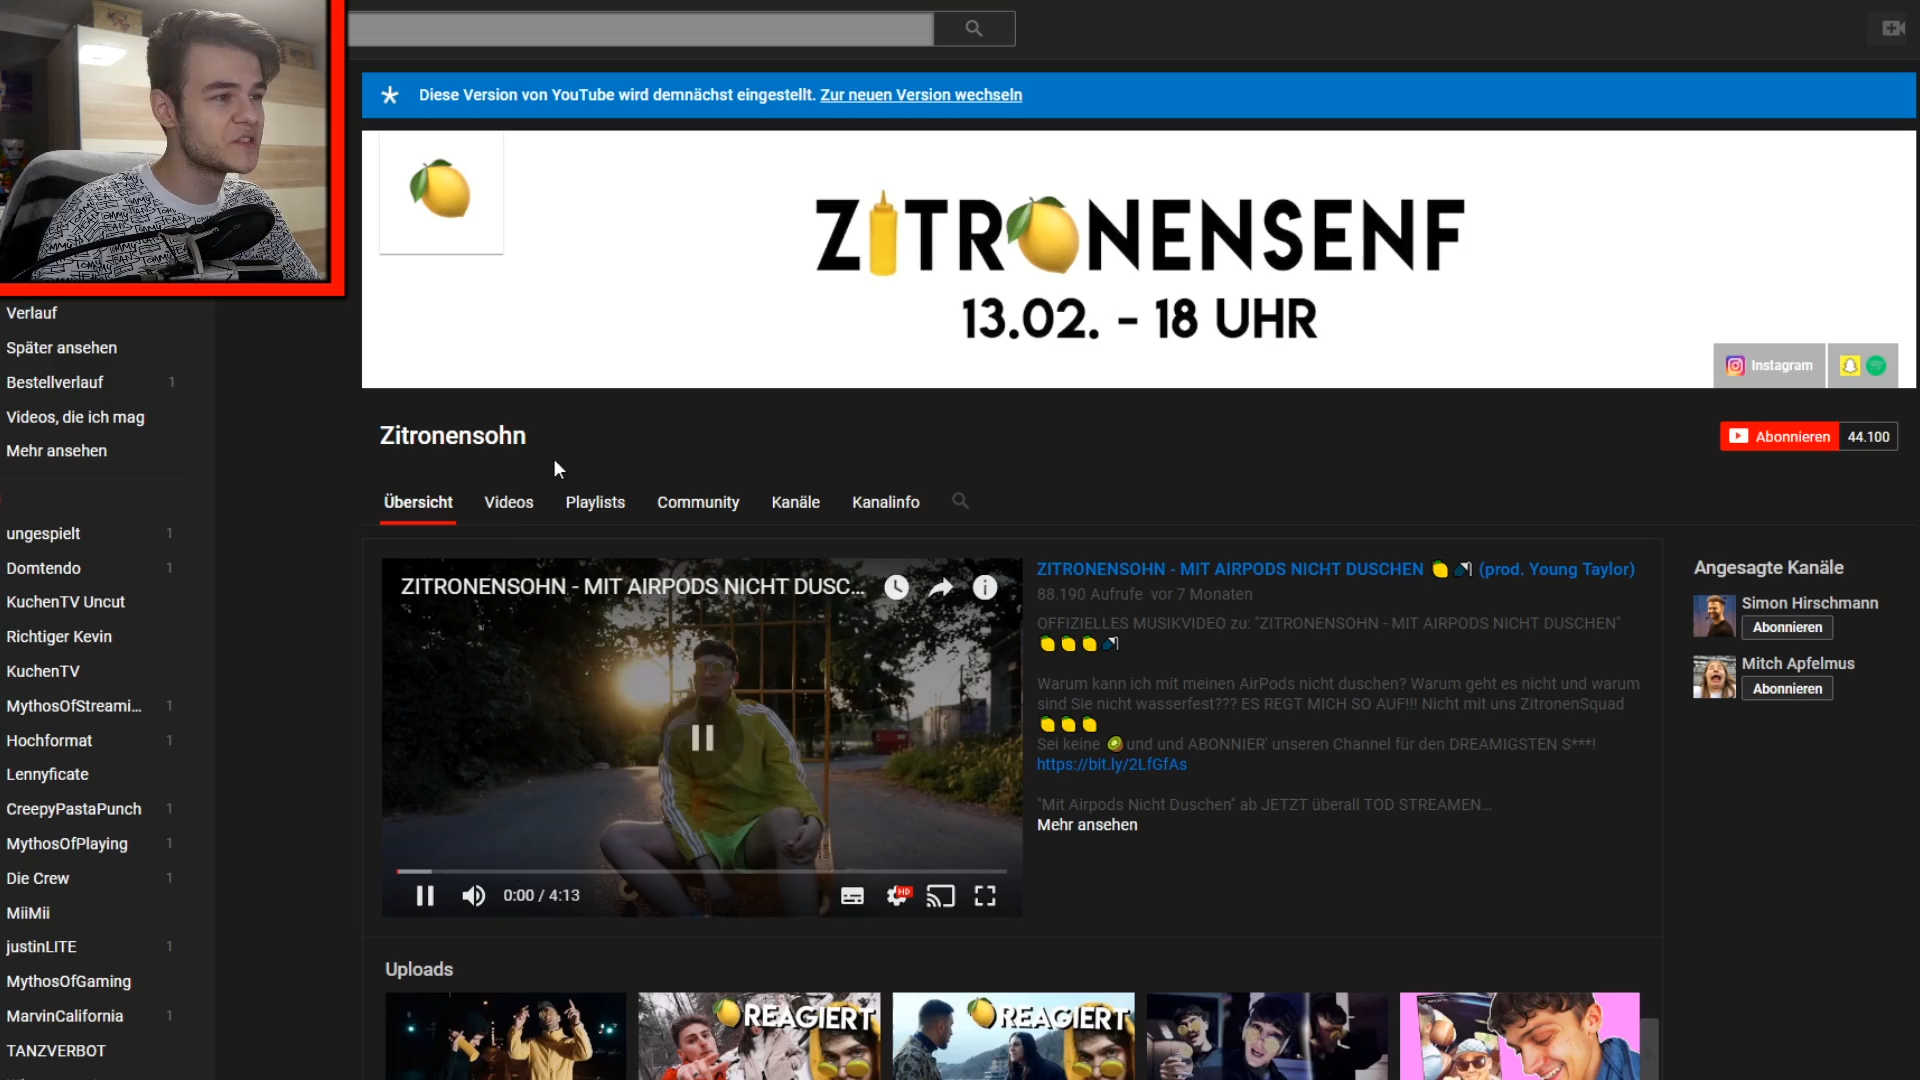 Diese Version von YouTube wird demnächst eingestellt. Zur neuen Version wechseln
ZITRONENSENF
13.02. - 18 UHR
Instagram
Zitronensohn
Abonnieren 44.100
Übersicht Videos Playlists Community Kanäle Kanalinfo
Verlauf
Später ansehen
Bestellverlauf 1
Videos, die ich mag
Mehr ansehen
ungespielt 1
Domtendo 1
KuchenTV Uncut
Richtiger Kevin
KuchenTV
MythosOfStreami... 1
Hochformat 1
Lennyficate
CreepyPastaPunch 1
MythosOfPlaying 1
Die Crew 1
MiiMii
justinLITE 1
MythosOfGaming
MarvinCalifornia 1
TANZVERBOT
ZITRONENSOHN - MIT AIRPODS NICHT DUSC...
0:00 / 4:13
HD
ZITRONENSOHN - MIT AIRPODS NICHT DUSCHEN 🍋 🚿 (prod. Young Taylor)
88.190 Aufrufe vor 7 Monaten
OFFIZIELLES MUSIKVIDEO zu: "ZITRONENSOHN - MIT AIRPODS NICHT DUSCHEN"
🍋 🍋 🍋 🚿
Warum kann ich mit meinen AirPods nicht duschen? Warum geht es nicht und warum
sind Sie nicht wasserfest??? ES REGT MICH SO AUF!!! Nicht mit uns ZitronenSquad
🍋 🍋 🍋
Sei keine 🥝und und ABONNIER' unseren Channel für den DREAMIGSTEN S***!
https://bit.ly/2LfGfAs
"Mit Airpods Nicht Duschen" ab JETZT überall TOD STREAMEN...
Mehr ansehen
Angesagte Kanäle
Simon Hirschmann
Abonnieren
Mitch Apfelmus
Abonnieren
Uploads
REAGIERT
REAGIERT